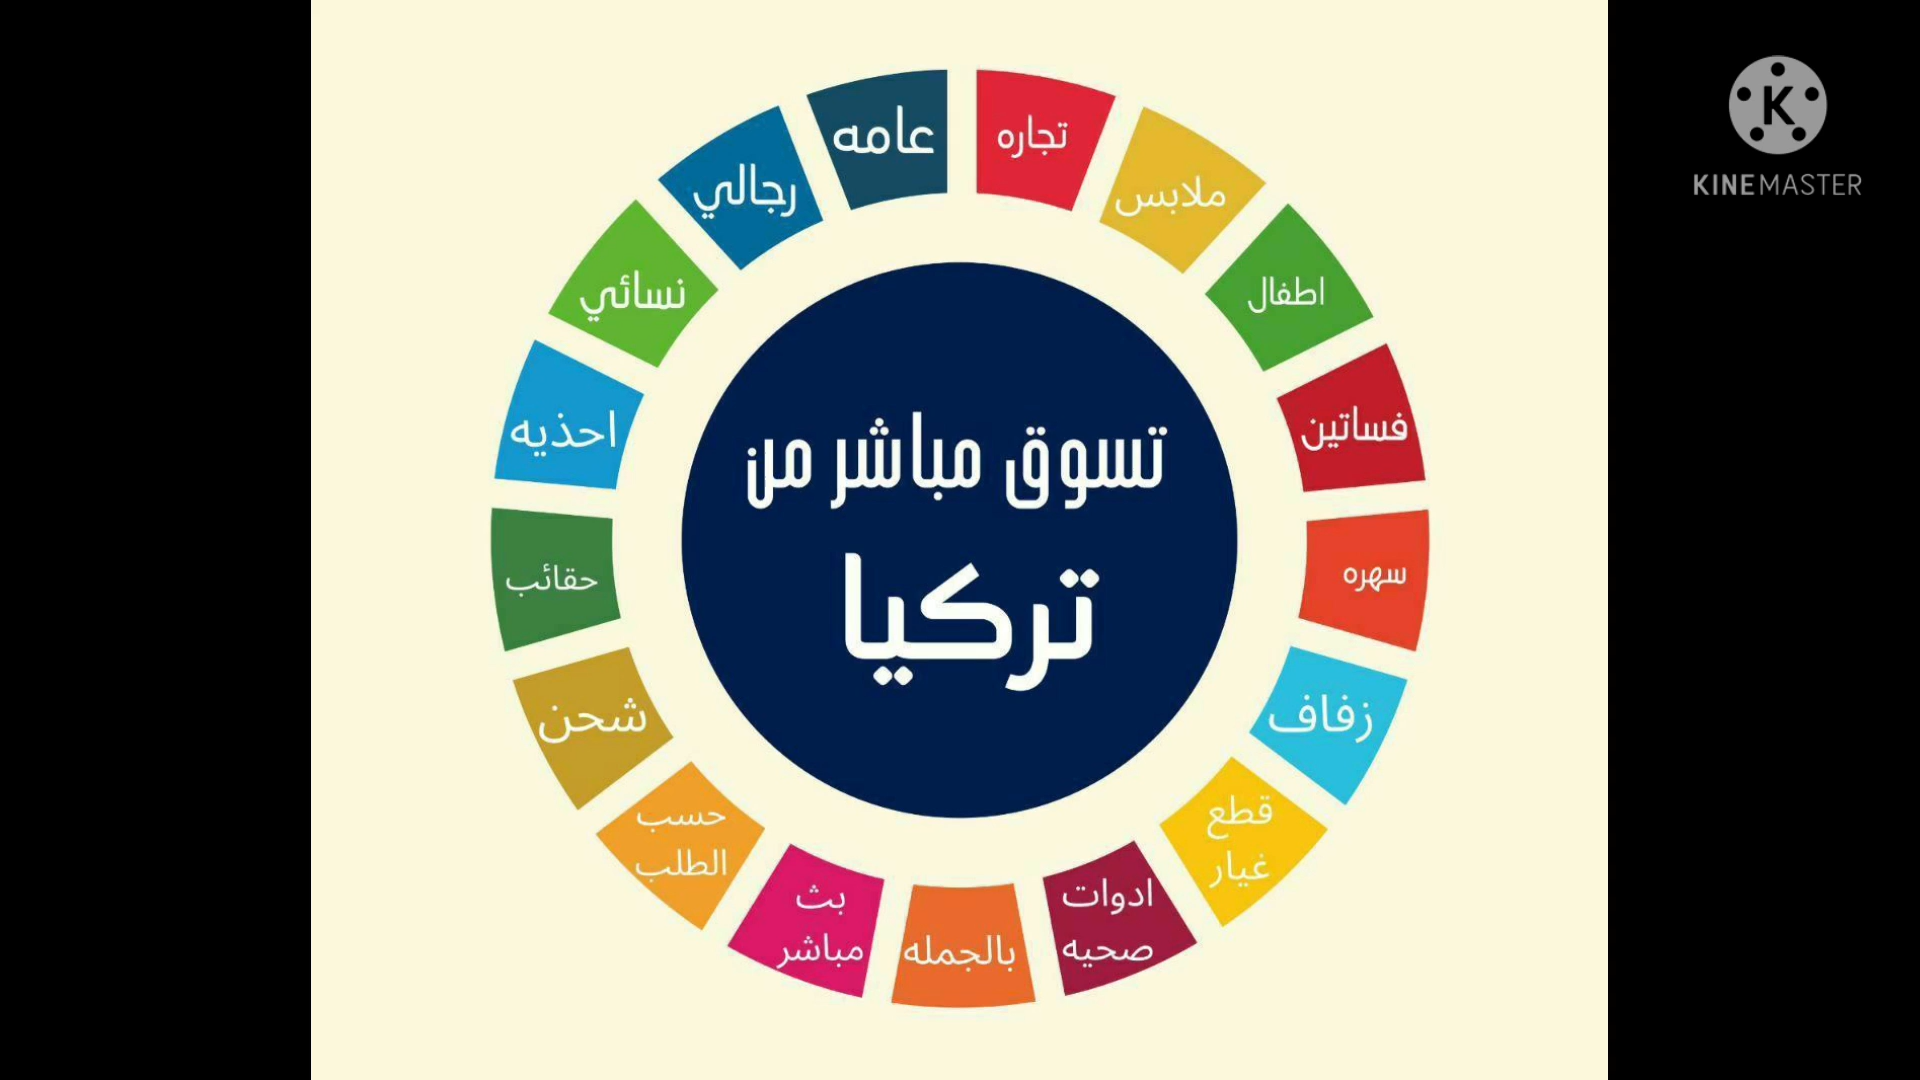 تسوق مباشر من
تركيا
تجاره
ملابس
اطفال
فساتين
سهره
زفاف
قطع
غيار
ادوات
صحيه
بالجمله
بث
مباشر
حسب
الطلب
شحن
حقائب
احذيه
نسائي
رجالي
عامه
K
KINEMASTER